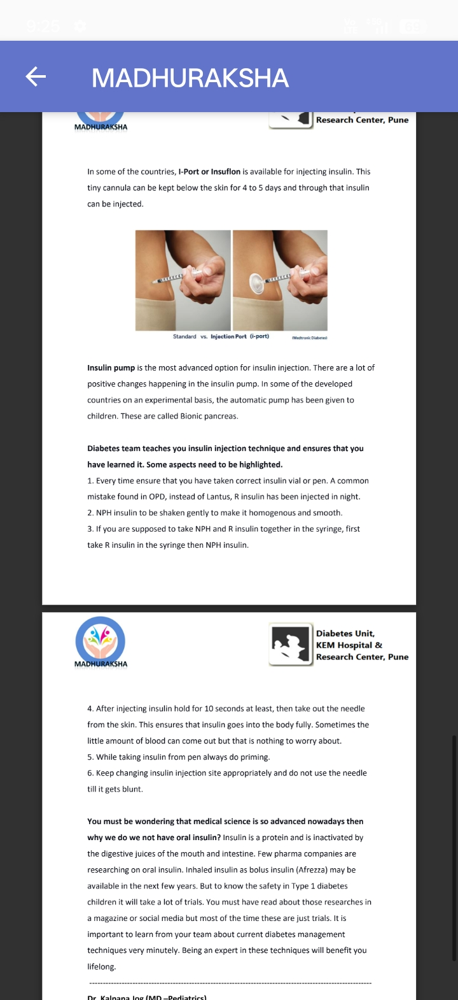 9:25
MADHURAKSHA
MADHURAKSHA
Research Center, Pune
In some of the countries, I-Port or Insuflon is available for injecting insulin. This
tiny cannula can be kept below the skin for 4 to 5 days and through that insulin
can be injected.
Standard vs. Injection Port (i-port)
(Medtronic Diabetes)
Insulin pump is the most advanced option for insulin injection. There are a lot of
positive changes happening in the insulin pump. In some of the developed
countries on an experimental basis, the automatic pump has been given to
children. These are called Bionic pancreas.
Diabetes team teaches you insulin injection technique and ensures that you
have learned it. Some aspects need to be highlighted.
1. Every time ensure that you have taken correct insulin vial or pen. A common
mistake found in OPD, instead of Lantus, R insulin has been injected in night.
2. NPH insulin to be shaken gently to make it homogenous and smooth.
3. If you are supposed to take NPH and R insulin together in the syringe, first
take R insulin in the syringe then NPH insulin.
MADHURAKSHA
Diabetes Unit,
KEM Hospital &
Research Center, Pune
4. After injecting insulin hold for 10 seconds at least, then take out the needle
from the skin. This ensures that insulin goes into the body fully. Sometimes the
little amount of blood can come out but that is nothing to worry about.
5. While taking insulin from pen always do priming.
6. Keep changing insulin injection site appropriately and do not use the needle
till it gets blunt.
You must be wondering that medical science is so advanced nowadays then
why we do we not have oral insulin? Insulin is a protein and is inactivated by
the digestive juices of the mouth and intestine. Few pharma companies are
researching on oral insulin. Inhaled insulin as bolus insulin (Afrezza) may be
available in the next few years. But to know the safety in Type 1 diabetes
children it will take a lot of trials. You must have read about those researches in
a magazine or social media but most of the time these are just trials. It is
important to learn from your team about current diabetes management
techniques very minutely. Being an expert in these techniques will benefit you
lifelong.
Dr. Kalpana Jog (MD –Pediatrics)